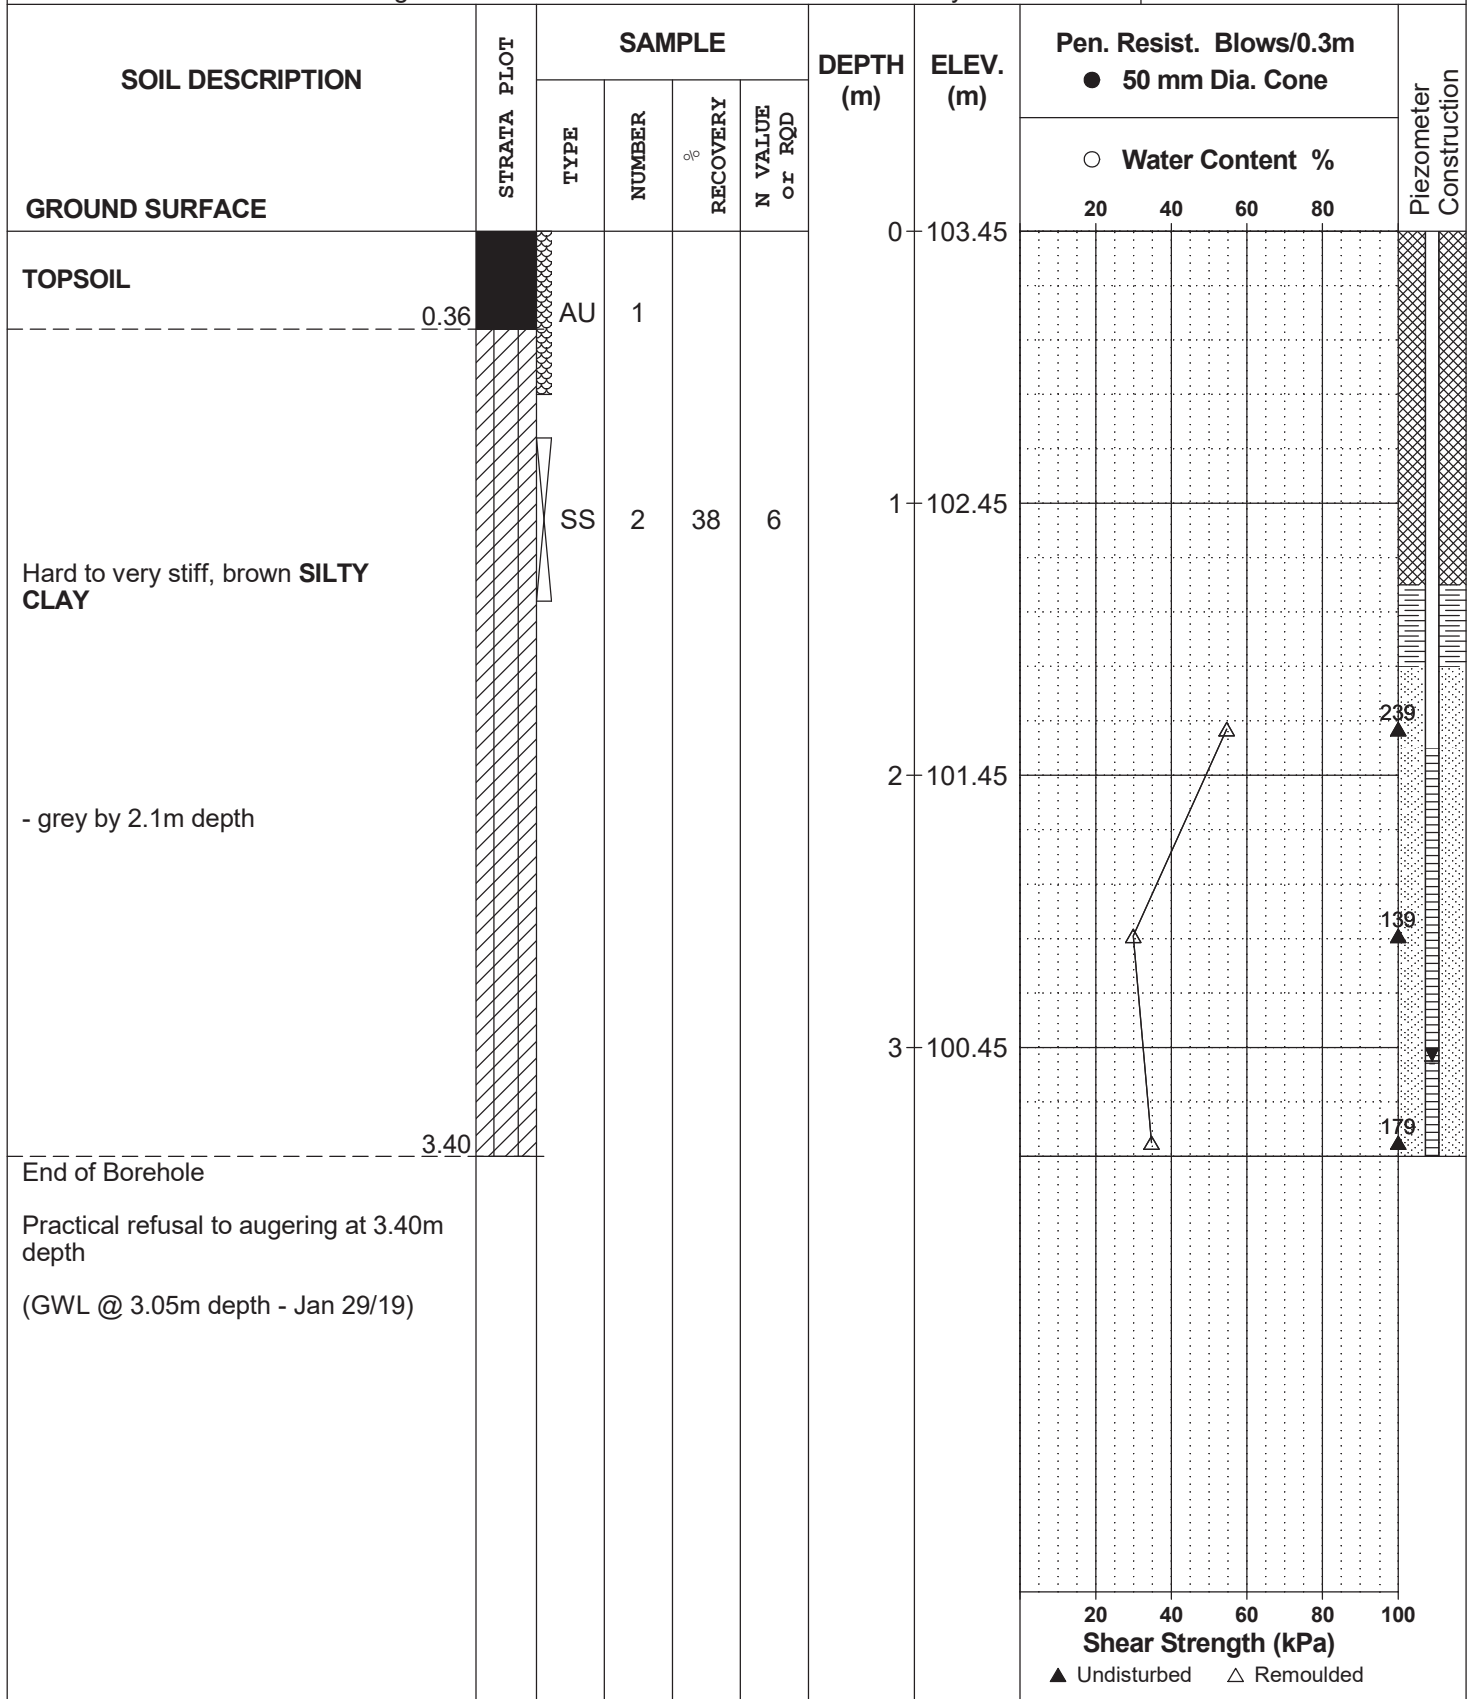 SOIL DESCRIPTION
GROUND SURFACE
STRATA PLOT
SAMPLE
TYPE
NUMBER
%
RECOVERY
N VALUE
or RQD
DEPTH
(m)
ELEV.
(m)
Pen. Resist. Blows/0.3m
● 50 mm Dia. Cone
○ Water Content %
20 40 60 80
Piezometer
Construction
0 103.45
TOPSOIL
0.36
AU 1
1 102.45
SS 2 38 6
Hard to very stiff, brown SILTY
CLAY
239
2 101.45
- grey by 2.1m depth
139
3 100.45
179
3.40
End of Borehole
Practical refusal to augering at 3.40m
depth
(GWL @ 3.05m depth - Jan 29/19)
20 40 60 80 100
Shear Strength (kPa)
▲ Undisturbed △ Remoulded